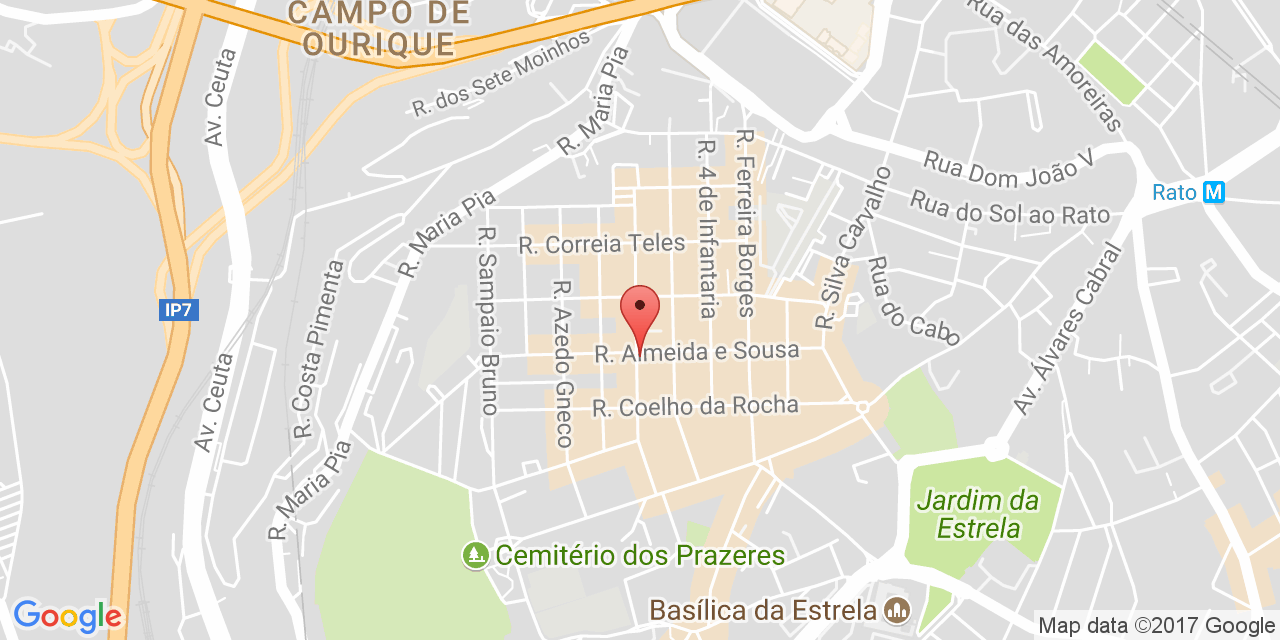 CAMPO DE
OURIQUE
Av. Ceuta
R. dos Sete Moinhos
R. Maria Pia
Rua das Amoreiras
R. Maria Pia
R. 4 de Infantaria
R. Ferreira Borges
Rua Dom João V
Rato M
Rua do Sol ao Rato
R. Correia Teles
R. Silva Carvalho
R. Sampaio Bruno
R. Azedo Gneco
Rua do Cabo
Av. Álvares Cabral
IP7
R. Costa Pimenta
R. Almeida e Sousa
Av. Ceuta
R. Coelho da Rocha
R. Maria Pia
Jardim da
Estrela
Cemitério dos Prazeres
Basílica da Estrela
Google
Map data ©2017 Google